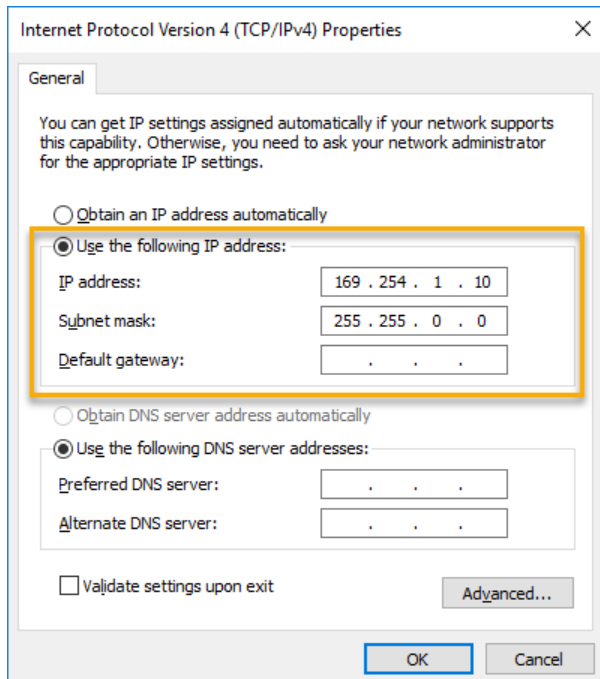 Internet Protocol Version 4 (TCP/IPv4) Properties
General
You can get IP settings assigned automatically if your network supports
this capability. Otherwise, you need to ask your network administrator
for the appropriate IP settings.
Obtain an IP address automatically
Use the following IP address:
IP address: 169 . 254 . 1 . 10
Subnet mask: 255 . 255 . 0 . 0
Default gateway: . . .
Obtain DNS server address automatically
Use the following DNS server addresses:
Preferred DNS server: . . .
Alternate DNS server: . . .
Validate settings upon exit
Advanced...
OK Cancel